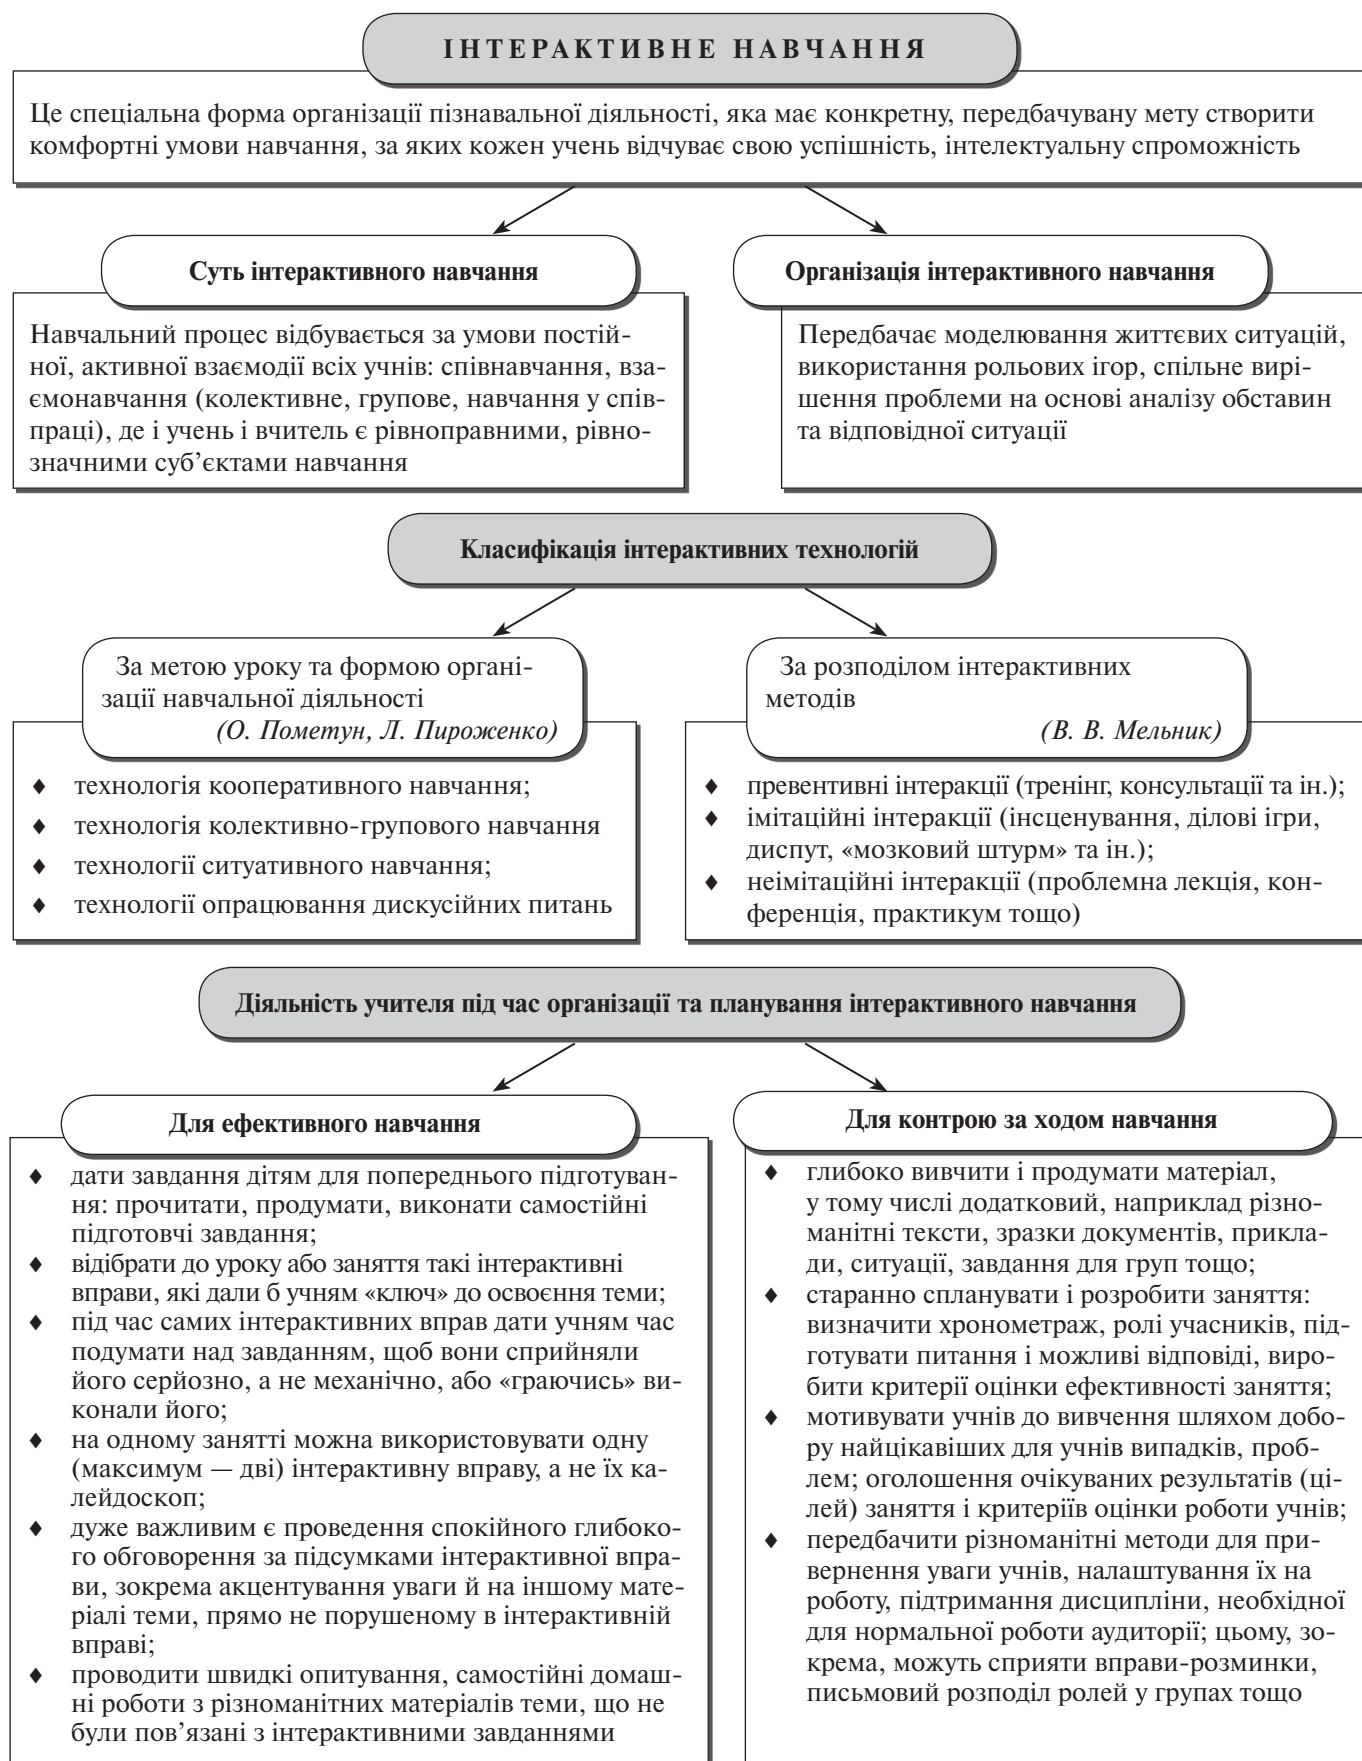 ІНТЕРАКТИВНЕ НАВЧАННЯ
Це спеціальна форма організації пізнавальної діяльності, яка має конкретну, передбачувану мету створити
комфортні умови навчання, за яких кожен учень відчуває свою успішність, інтелектуальну спроможність
Суть інтерактивного навчання
Навчальний процес відбувається за умови постій-
ної, активної взаємодії всіх учнів: співнавчання, вза-
ємонавчання (колективне, групове, навчання у спів-
праці), де і учень і вчитель є рівноправними, рівно-
значними суб’єктами навчання
Організація інтерактивного навчання
Передбачає моделювання життєвих ситуацій,
використання рольових ігор, спільне вирі-
шення проблеми на основі аналізу обставин
та відповідної ситуації
Класифікація інтерактивних технологій
За метою уроку та формою органі-
зації навчальної діяльності
(О. Пометун, Л. Пироженко)
♦ технологія кооперативного навчання;
♦ технологія колективно-групового навчання
♦ технології ситуативного навчання;
♦ технології опрацювання дискусійних питань
За розподілом інтерактивних
методів
(В. В. Мельник)
♦ превентивні інтеракції (тренінг, консультації та ін.);
♦ імітаційні інтеракції (інсценування, ділові ігри,
диспут, «мозковий штурм» та ін.);
♦ неімітаційні інтеракції (проблемна лекція, кон-
ференція, практикум тощо)
Діяльність учителя під час організації та планування інтерактивного навчання
Для ефективного навчання
♦ дати завдання дітям для попереднього підготуван-
ня: прочитати, продумати, виконати самостійні
підготовчі завдання;
♦ відібрати до уроку або заняття такі інтерактивні
вправи, які дали б учням «ключ» до освоєння теми;
♦ під час самих інтерактивних вправ дати учням час
подумати над завданням, щоб вони сприйняли
його серйозно, а не механічно, або «граючись» ви-
конали його;
♦ на одному занятті можна використовувати одну
(максимум — дві) інтерактивну вправу, а не їх ка-
лейдоскоп;
♦ дуже важливим є проведення спокійного глибоко-
го обговорення за підсумками інтерактивної впра-
ви, зокрема акцентування уваги й на іншому мате-
ріалі теми, прямо не порушеному в інтерактивній
вправі;
♦ проводити швидкі опитування, самостійні домаш-
ні роботи з різноманітних матеріалів теми, що не
були пов’язані з інтерактивними завданнями
Для контрою за ходом навчання
♦ глибоко вивчити і продумати матеріал,
у тому числі додатковий, наприклад різно-
манітні тексти, зразки документів, прикла-
ди, ситуації, завдання для груп тощо;
♦ старанно спланувати і розробити заняття:
визначити хронометраж, ролі учасників, під-
готувати питання і можливі відповіді, виро-
бити критерії оцінки ефективності заняття;
♦ мотивувати учнів до вивчення шляхом добо-
ру найцікавіших для учнів випадків, проб-
лем; оголошення очікуваних результатів (ці-
лей) заняття і критеріїв оцінки роботи учнів;
♦ передбачити різноманітні методи для при-
вернення уваги учнів, налаштування їх на
роботу, підтримання дисципліни, необхідної
для нормальної роботи аудиторії; цьому, зо-
крема, можуть сприяти вправи-розминки,
письмовий розподіл ролей у групах тощо